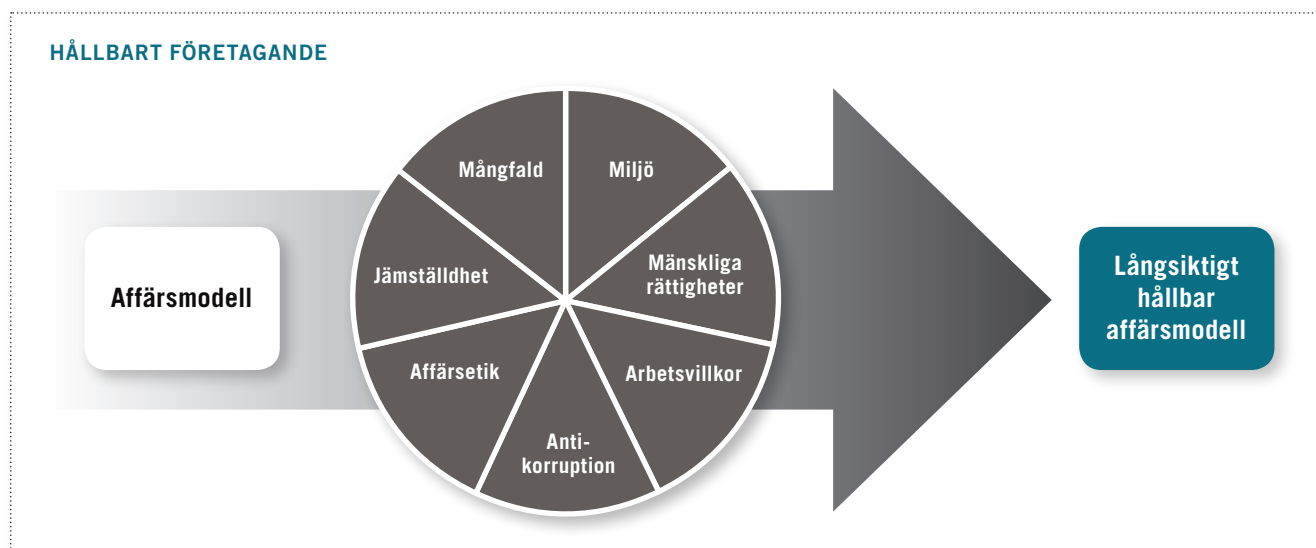 HÅLLBART FÖRETAGANDE
Mångfald
Miljö
Jämställdhet
Mänskliga
rättigheter
Affärsmodell
Långsiktigt
hållbar
affärsmodell
Affärsetik
Arbetsvillkor
Anti-
korruption